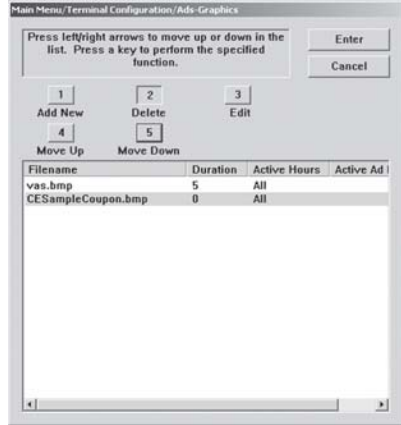 Main Menu/Terminal Configuration/Ads-Graphics
Press left/right arrows to move up or down in the
list. Press a key to perform the specified
function.
Enter
Cancel
1 2 3
Add New Delete Edit
4 5
Move Up Move Down
Filename Duration Active Hours Active Ad
vas.bmp 5 All
CESampleCoupon.bmp 0 All